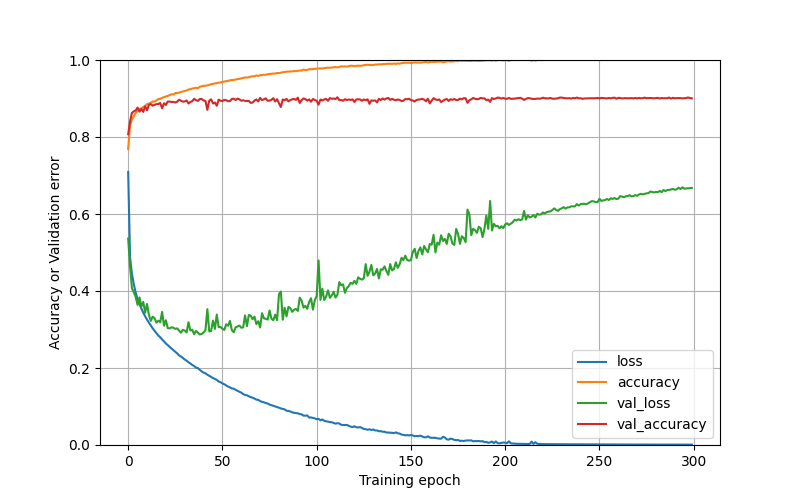 1.0
0.8
0.6
0.4
0.2
0.0
Accuracy or Validation error
0 50 100 150 200 250 300
Training epoch
loss
accuracy
val_loss
val_accuracy